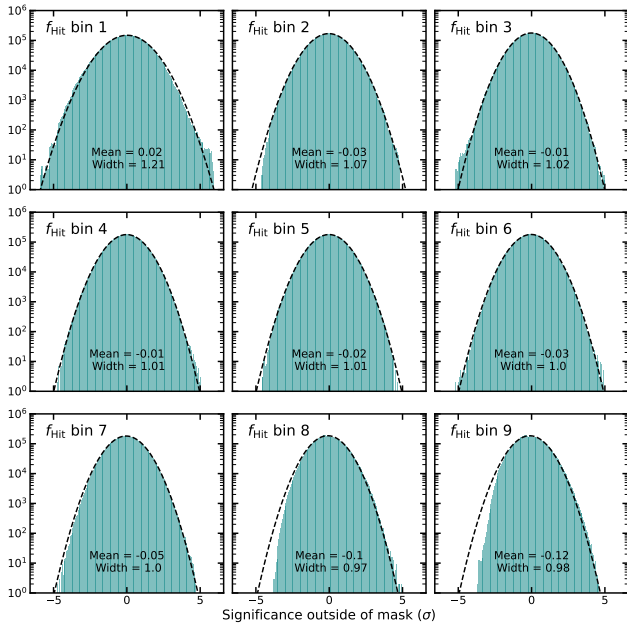 f_Hit bin 1
f_Hit bin 2
f_Hit bin 3
10^6
10^5
10^4
10^3
10^2
10^1
10^0
Mean = 0.02
Width = 1.21
Mean = -0.03
Width = 1.07
Mean = -0.01
Width = 1.02
f_Hit bin 4
f_Hit bin 5
f_Hit bin 6
10^6
10^5
10^4
10^3
10^2
10^1
10^0
Mean = -0.01
Width = 1.01
Mean = -0.02
Width = 1.01
Mean = -0.03
Width = 1.0
f_Hit bin 7
f_Hit bin 8
f_Hit bin 9
10^6
10^5
10^4
10^3
10^2
10^1
10^0
Mean = -0.05
Width = 1.0
Mean = -0.1
Width = 0.97
Mean = -0.12
Width = 0.98
−5 0 5 −5 0 5 −5 0 5
Significance outside of mask (σ)